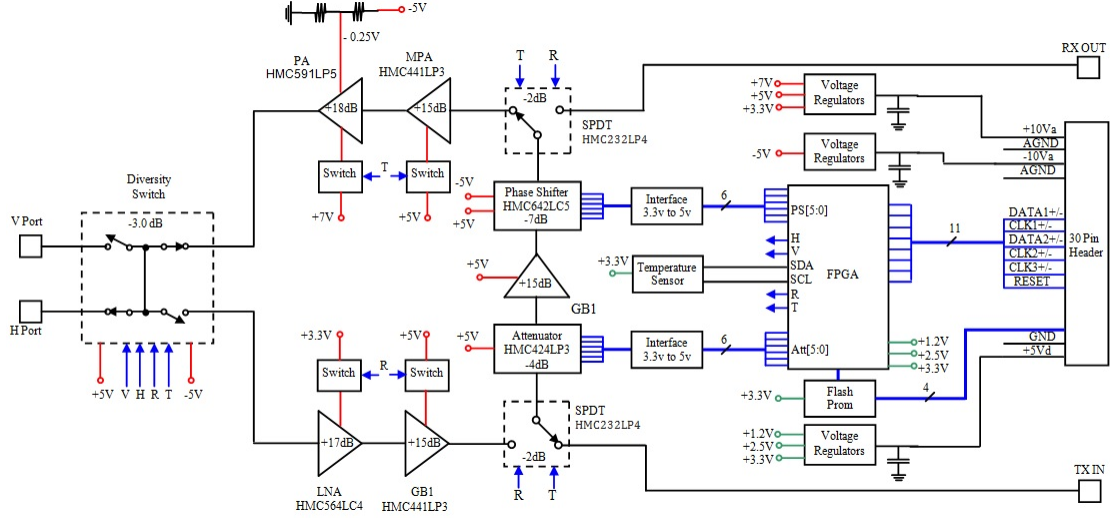 -5V
- 0.25V
PA
HMC591LP5
MPA
HMC441LP3
T
R
RX OUT
+18dB
+15dB
-2dB
SPDT
HMC232LP4
+7V
+5V
+3.3V
Voltage
Regulators
-5V
Voltage
Regulators
+10Va
AGND
-10Va
AGND
Switch
T
Switch
+7V
+5V
Diversity
Switch
-3.0 dB
V Port
H Port
+5V
V
H
R
T
-5V
-5V
+5V
Phase Shifter
HMC642LC5
-7dB
Interface
3.3v to 5v
6
PS[5:0]
H
V
SDA
SCL
R
T
Att[5:0]
FPGA
11
DATA1+/-
CLK1+/-
DATA2+/-
CLK2+/-
CLK3+/-
RESET
30 Pin
Header
+3.3V
Temperature
Sensor
+5V
+15dB
GB1
+5V
Attenuator
HMC424LP3
-4dB
Interface
3.3v to 5v
6
+1.2V
+2.5V
+3.3V
GND
+5Vd
+3.3V
Flash
Prom
4
+3.3V
+5V
Switch
R
Switch
+17dB
+15dB
LNA
HMC564LC4
GB1
HMC441LP3
SPDT
HMC232LP4
-2dB
R
T
+1.2V
+2.5V
+3.3V
Voltage
Regulators
TX IN